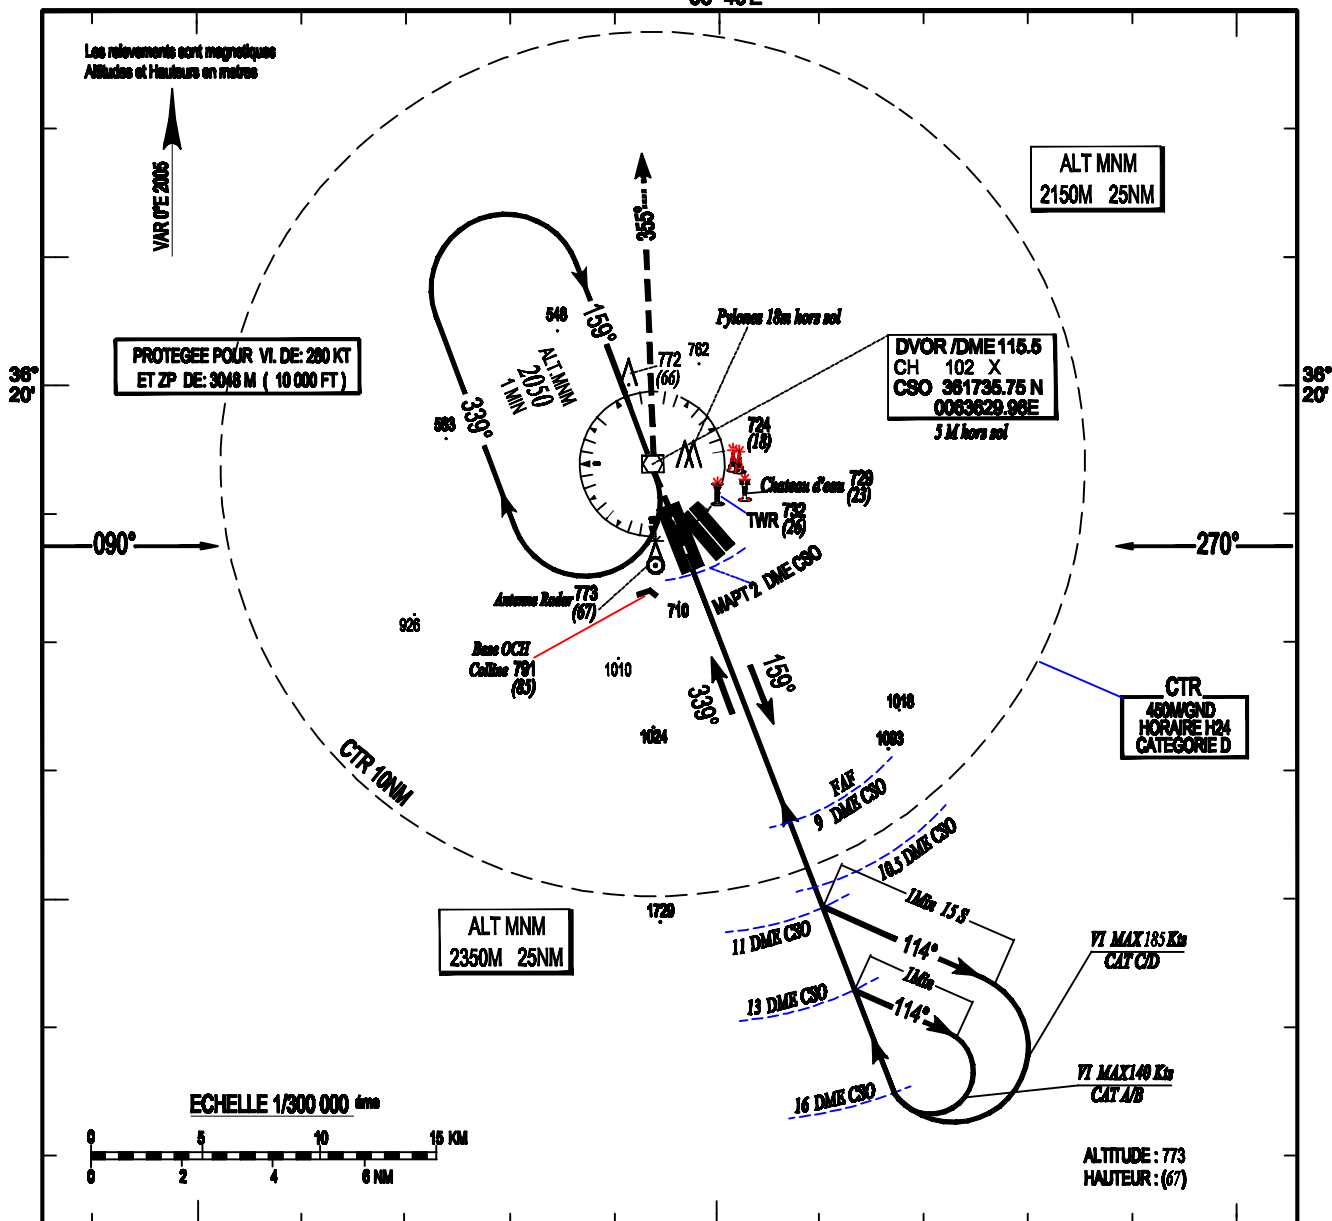 Les relevements sont magnetiques
Altitudes et Hauteurs en metres
VAR 0°E 2005
ALT MNM
2150M 25NM
355°
159°
548
Pylones 18m hors sol
PROTEGEE POUR VI. DE: 280 KT
ET ZP DE: 3048 M ( 10 000 FT )
ALT.MNM
2050
1 MIN
772
(66)
762
DVOR /DME 115.5
CH 102 X
CSO 361735.75 N
0063629.96E
5 M hors sol
36°
20'
36°
20'
339°
583
724
(18)
Chateau d'eau 729
(23)
TWR 732
(26)
090°
270°
MAPT 2 DME CSO
Antenne Radar 773
(67)
710
926
Base OCH
Colline 791
(85)
1010
339°
159°
CTR
450M/GND
HORAIRE H24
CATEGORIE D
1018
1024
1093
CTR 10NM
FAF
9 DME CSO
10.5 DME CSO
1Min 15 S
1729
ALT MNM
2350M 25NM
11 DME CSO
114°
VI MAX 185 Kts
CAT C/D
1Min
13 DME CSO
114°
VI MAX 140 Kts
CAT A/B
16 DME CSO
ECHELLE 1/300 000 éme
0 5 10 15 KM
0 2 4 6 NM
ALTITUDE : 773
HAUTEUR : (67)